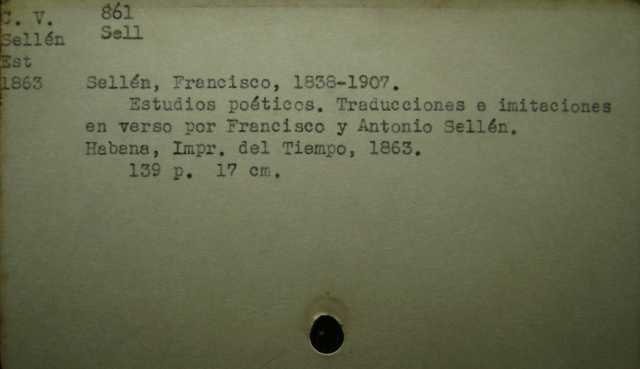 C. V. 861
Sellén Sell
Est
1863 Sellén, Francisco, 1838-1907.
Estudios poéticos. Traducciones e imitaciones
en verso por Francisco y Antonio Sellén.
Habana, Impr. del Tiempo, 1863.
139 p. 17 cm.